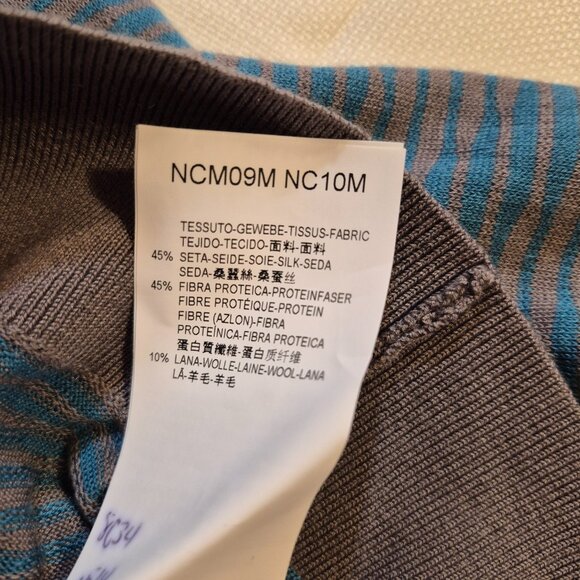 NCM09M NC10M
TESSUTO-GEWEBE-TISSUS-FABRIC
TEJIDO-TECIDO-面料-面料
45% SETA-SEIDE-SOIE-SILK-SEDA
SEDA-桑蠶絲-桑蚕丝
45% FIBRA PROTEICA-PROTEINFASER
FIBRE PROTÉIQUE-PROTEIN
FIBRE (AZLON)-FIBRA
PROTEÍNICA-FIBRA PROTEICA
蛋白質纖維-蛋白质纤维
10% LANA-WOLLE-LAINE-WOOL-LANA
LÃ-羊毛-羊毛